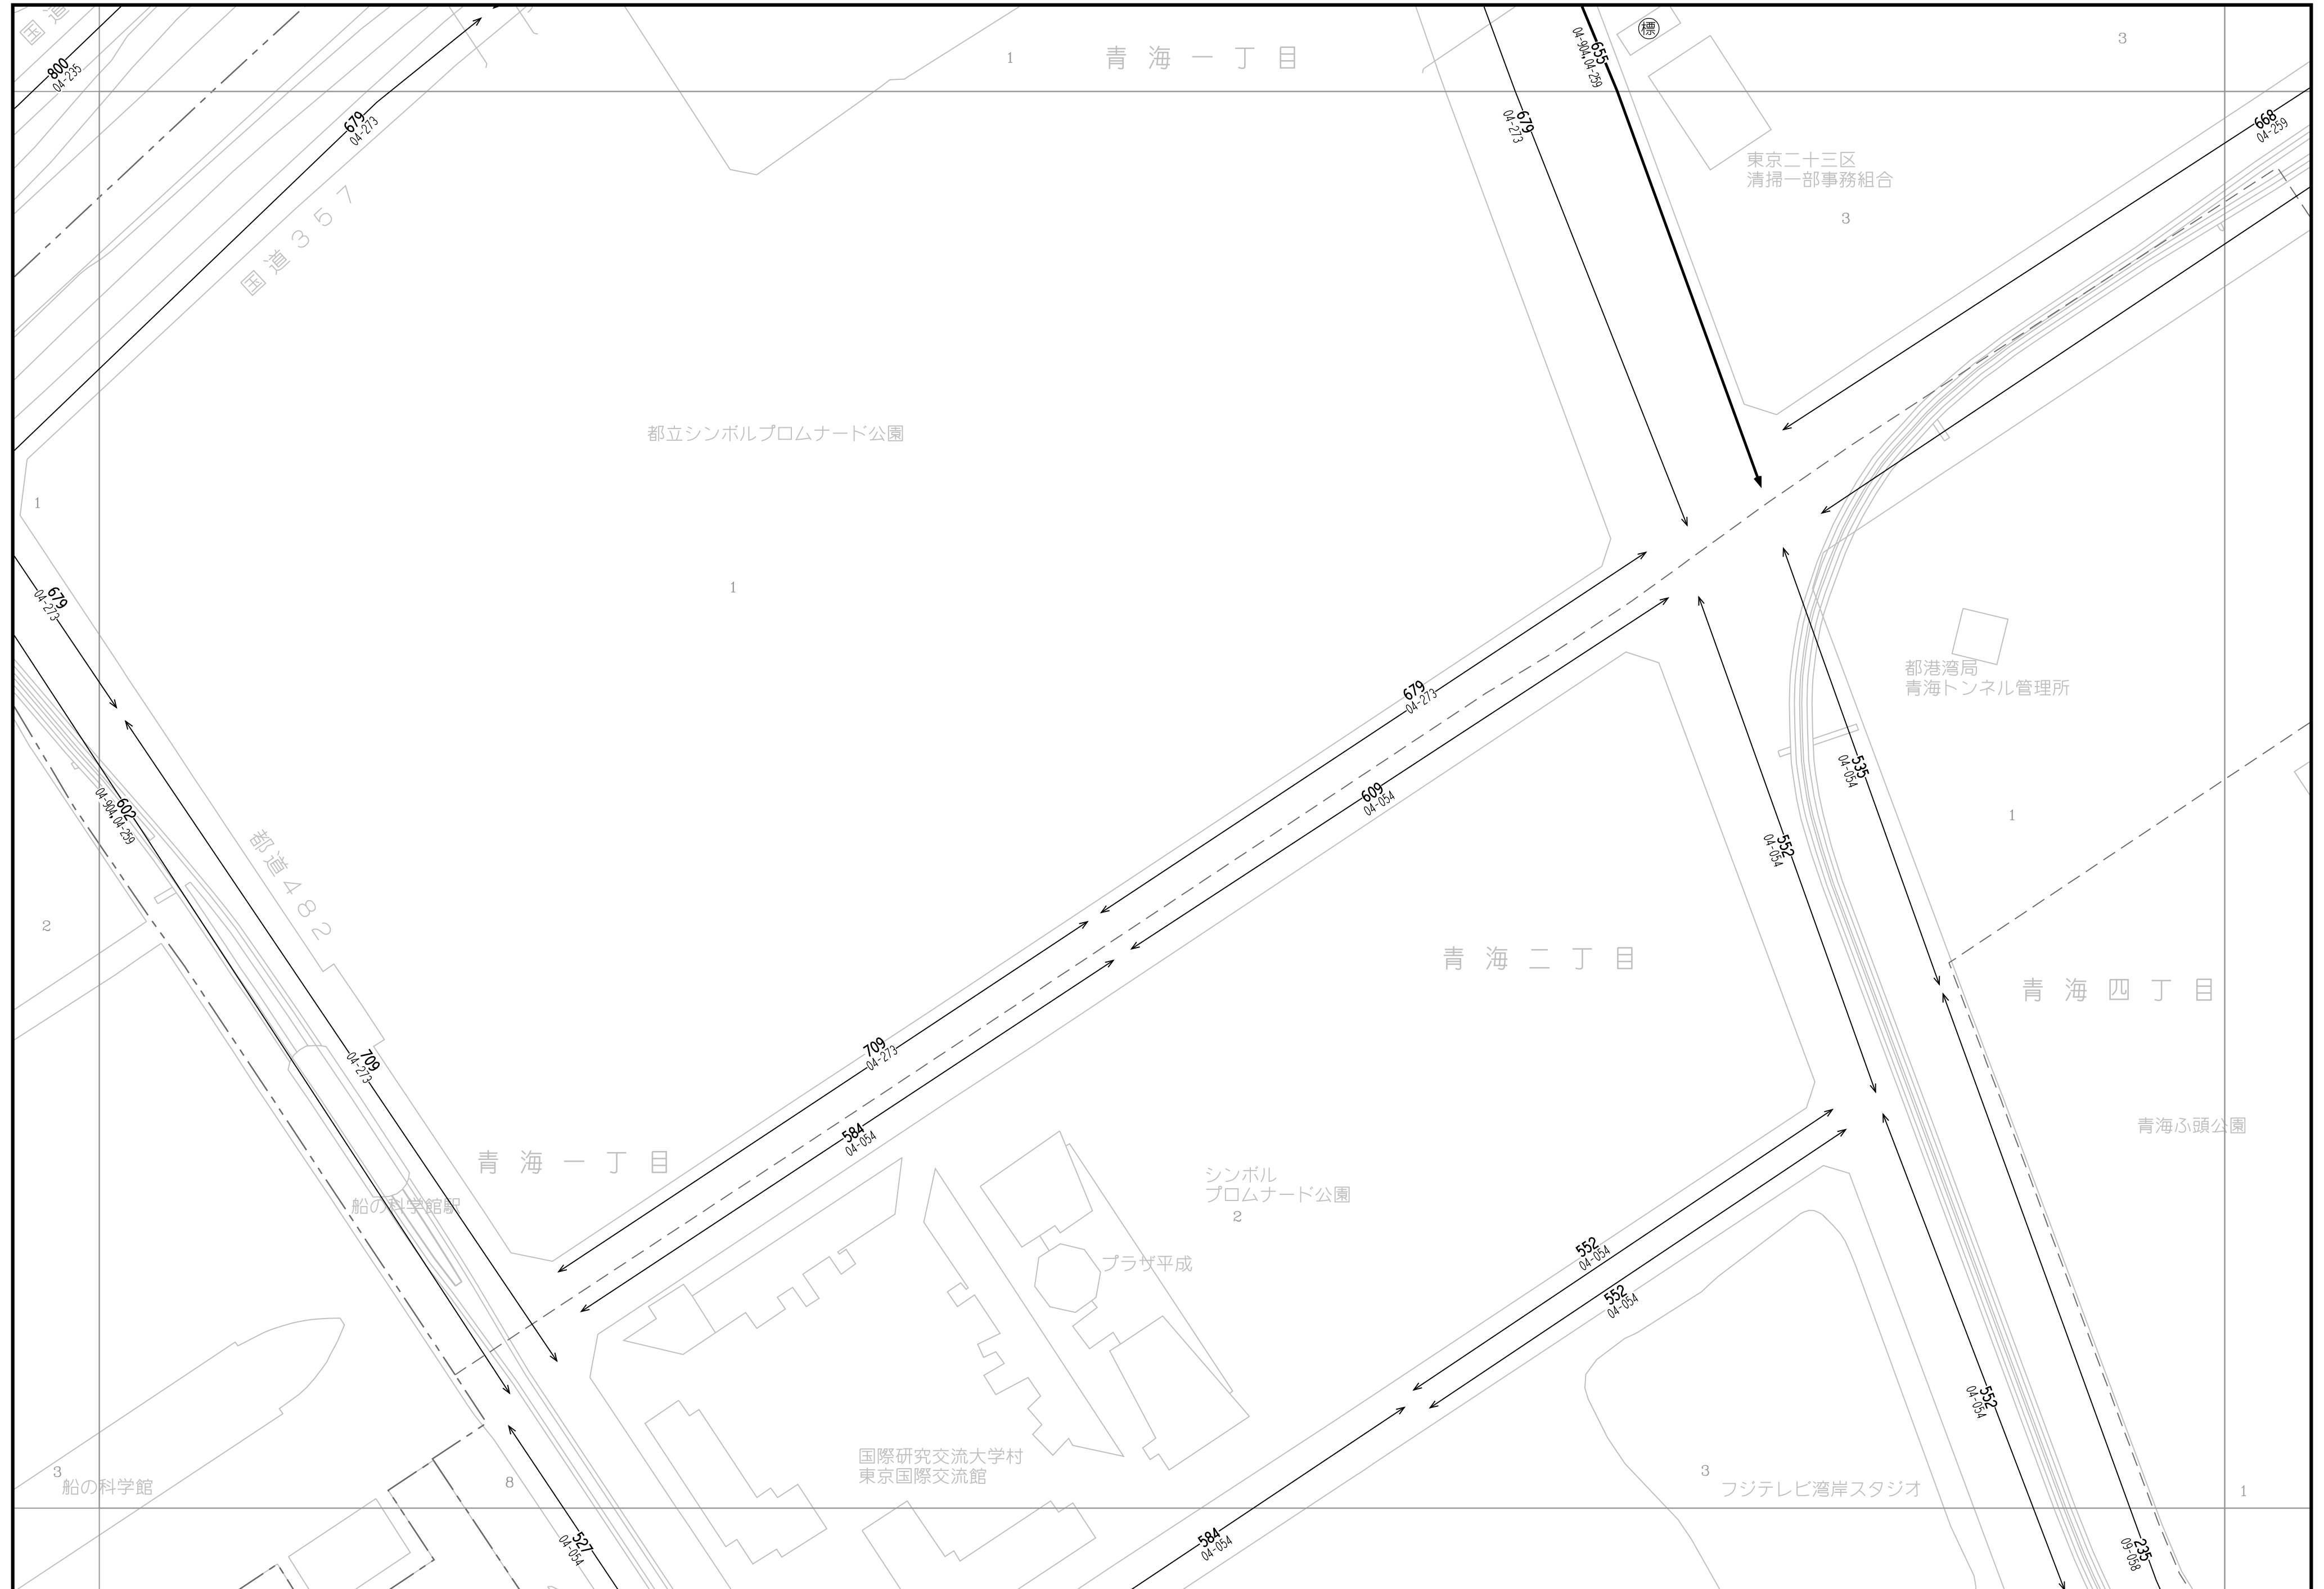 国道
800
04-235
679
04-273
国道357
1
青海一丁目
655
04-904,04-259
標
679
04-273
3
東京二十三区
清掃一部事務組合
3
668
04-259
都立シンボルプロムナード公園
1
1
679
04-273
602
04-904,04-259
都道482
2
709
04-273
679
04-273
609
04-054
709
04-273
584
04-054
都港湾局
青海トンネル管理所
535
04-054
1
552
04-054
青海二丁目
青海四丁目
青海ふ頭公園
青海一丁目
船の科学館駅
シンボル
プロムナード公園
2
プラザ平成
552
04-054
552
04-054
552
04-054
3
船の科学館
8
国際研究交流大学村
東京国際交流館
3
フジテレビ湾岸スタジオ
1
527
04-054
584
04-054
235
09-058